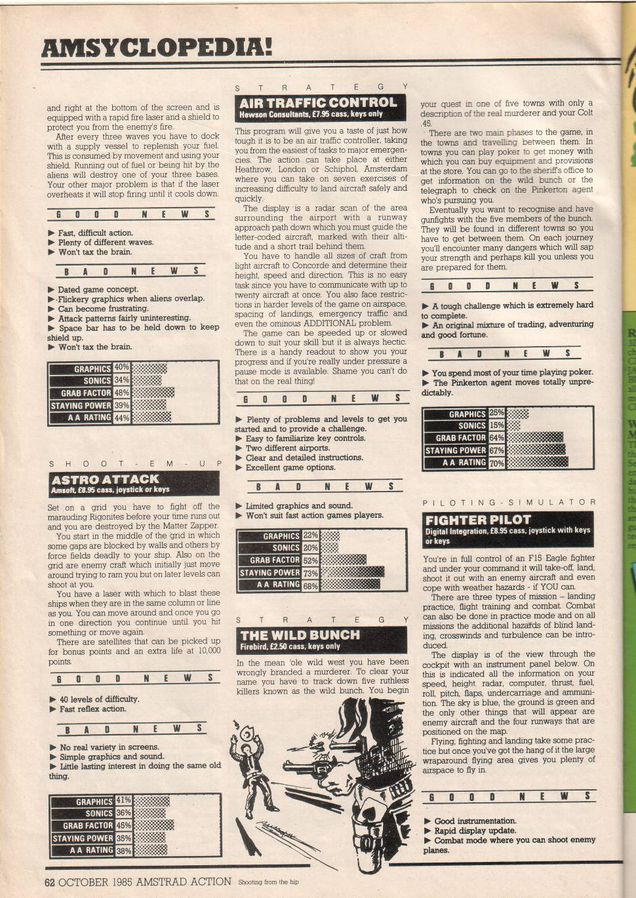 AMSYCLOPEDIA!
and right at the bottom of the screen and is
equipped with a rapid fire laser and a shield to
protect you from the enemy's fire.
After every three waves you have to dock
with a supply vessel to replenish your fuel.
This is consumed by movement and using your
shield. Running out of fuel or being hit by the
aliens will destroy one of your three bases.
Your other major problem is that if the laser
overheats it will stop firing until it cools down.
GOOD NEWS
► Fast, difficult action.
► Plenty of different waves.
► Won't tax the brain.
BAD NEWS
► Dated game concept.
► Flickery graphics when aliens overlap.
► Can become frustrating.
► Attack patterns fairly uninteresting.
► Space bar has to be held down to keep
shield up.
► Won't tax the brain.
GRAPHICS 40%
SONICS 34%
GRAB FACTOR 48%
STAYING POWER 39%
A A RATING 44%
SHOOT-EM-UP
ASTRO ATTACK
Amsoft, £8.95 cass, joystick or keys
Set on a grid you have to fight off the
marauding Rigonites before your time runs out
and you are destroyed by the Matter Zapper.
You start in the middle of the grid in which
some gaps are blocked by walls and others by
force fields deadly to your ship. Also on the
grid are enemy craft which initially just move
around trying to ram you but on later levels can
shoot at you.
You have a laser with which to blast these
ships when they are in the same column or line
as you. You can move around and once you go
in one direction you continue until you hit
something or move again.
There are satellites that can be picked up
for bonus points and an extra life at 10,000
points.
GOOD NEWS
► 40 levels of difficulty.
► Fast reflex action.
BAD NEWS
► No real variety in screens.
► Simple graphics and sound.
► Little lasting interest in doing the same old
thing.
GRAPHICS 41%
SONICS 36%
GRAB FACTOR 45%
STAYING POWER 35%
A A RATING 38%
STRATEGY
AIR TRAFFIC CONTROL
Hewson Consultants, £7.95 cass, keys only
This program will give you a taste of just how
tough it is to be an air traffic controller, taking
you from the easiest of tasks to major emergen-
cies. The action can take place at either
Heathrow, London or Schiphol, Amsterdam
where you can take on seven exercises of
increasing difficulty to land aircraft safely and
quickly.
The display is a radar scan of the area
surrounding the airport with a runway
approach path down which you must guide the
letter-coded aircraft, marked with their alti-
tude and a short trail behind them.
You have to handle all sizes of craft from
light aircraft to Concorde and determine their
height, speed and direction. This is no easy
task since you have to communicate with up to
twenty aircraft at once. You also face restric-
tions in harder levels of the game on airspace,
spacing of landings, emergency traffic and
even the ominous ADDITIONAL problem.
The game can be speeded up or slowed
down to suit your skill but it is always hectic.
There is a handy readout to show you your
progress and if you're really under pressure a
pause mode is available. Shame you can't do
that on the real thing!
GOOD NEWS
► Plenty of problems and levels to get you
started and to provide a challenge.
► Easy to familiarize key controls.
► Two different airports.
► Clear and detailed instructions.
► Excellent game options.
BAD NEWS
► Limited graphics and sound.
► Won't suit fast action games players.
GRAPHICS 22%
SONICS 20%
GRAB FACTOR 52%
STAYING POWER 73%
A A RATING 68%
STRATEGY
THE WILD BUNCH
Firebird, £2.50 cass, keys only
In the mean 'ole wild west you have been
wrongly branded a murderer. To clear your
name you have to track down five ruthless
killers known as the wild bunch. You begin
your quest in one of five towns with only a
description of the real murderer and your Colt
.45.
There are two main phases to the game, in
the towns and travelling between them. In
towns you can play poker to get money with
which you can buy equipment and provisions
at the store. You can go to the sheriff's office to
get information on the wild bunch or the
telegraph to check on the Pinkerton agent
who's pursuing you.
Eventually you want to recognise and have
gunfights with the five members of the bunch.
They will be found in different towns so you
have to get between them. On each journey
you'll encounter many dangers which will sap
your strength and perhaps kill you unless you
are prepared for them.
GOOD NEWS
► A tough challenge which is extremely hard
to complete.
► An original mixture of trading, adventuring
and good fortune.
BAD NEWS
► You spend most of your time playing poker.
► The Pinkerton agent moves totally unpre-
dictably.
GRAPHICS 25%
SONICS 15%
GRAB FACTOR 64%
STAYING POWER 67%
A A RATING 70%
PILOTING-SIMULATOR
FIGHTER PILOT
Digital Integration, £8.95 cass, joystick with keys
or keys
You're in full control of an F15 Eagle fighter
and under your command it will take-off, land,
shoot it out with an enemy aircraft and even
cope with weather hazards - if YOU can.
There are three types of mission – landing
practice, flight training and combat. Combat
can also be done in practice mode and on all
missions the additional hazards of blind land-
ing, crosswinds and turbulence can be intro-
duced.
The display is of the view through the
cockpit with an instrument panel below. On
this is indicated all the information on your
speed, height, radar, computer, thrust, fuel,
roll, pitch, flaps, undercarriage and ammuni-
tion. The sky is blue, the ground is green and
the only other things that will appear are
enemy aircraft and the four runways that are
positioned on the map.
Flying, fighting and landing take some prac-
tice but once you've got the hang of it the large
wraparound flying area gives you plenty of
airspace to fly in.
GOOD NEWS
► Good instrumentation.
► Rapid display update.
► Combat mode where you can shoot enemy
planes.
62 OCTOBER 1985 AMSTRAD ACTION Shooting from the hip